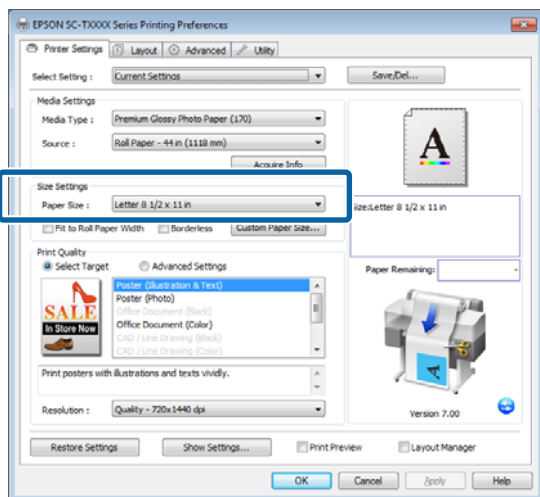 EPSON SC-TXXXX Series Printing Preferences
Printer Settings Layout Advanced Utility
Select Setting : Current Settings Save/Del...
Media Settings
Media Type : Premium Glossy Photo Paper (170)
Source : Roll Paper - 44 in (1118 mm)
Acquire Info
A
Size Settings
Paper Size : Letter 8 1/2 x 11 in
Size:Letter 8 1/2 x 11 in
Fit to Roll Paper Width Borderless Custom Paper Size...
Print Quality
Select Target Advanced Settings
Paper Remaining: -
SALE
In Store Now
Poster (Illustration & Text)
Poster (Photo)
Office Document (Black)
Office Document (Color)
CAD / Line Drawing (Black)
CAD / Line Drawing (Color)
A
Print posters with illustrations and texts vividly.
Resolution : Quality - 720x1440 dpi
Version 7.00
Restore Settings Show Settings... Print Preview Layout Manager
OK Cancel Apply Help